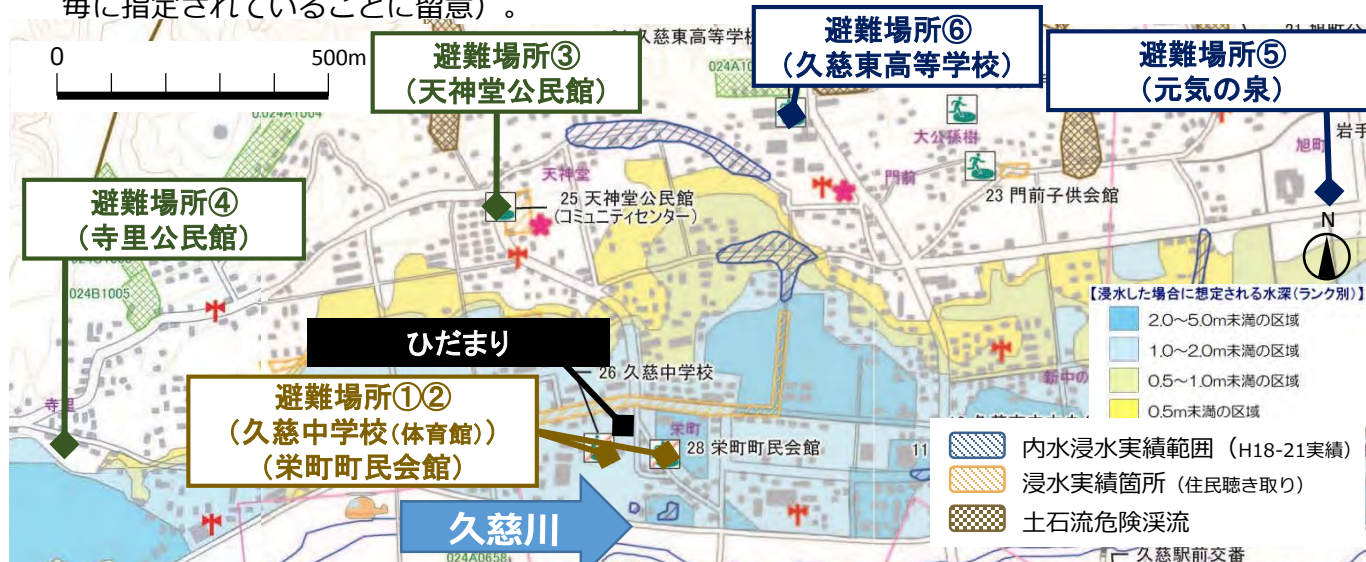 毎に指定されていることに留意）。
0
500m
避難場所③
（天神堂公民館）
久慈東高等学校
避難場所⑥
（久慈東高等学校）
避難場所⑤
（元気の泉）
024A1004
天神堂
25 天神堂公民館
（コミュニティセンター）
大公孫樹
門前
23 門前子供会館
旭町
岩手
N
避難場所④
（寺里公民館）
024B1005
寺里
ひだまり
26 久慈中学校
避難場所①②
（久慈中学校(体育館)）
（栄町町民会館）
栄町
28 栄町町民会館
11
新中の
【浸水した場合に想定される水深（ランク別）】
2.0～5.0m未満の区域
1.0～2.0m未満の区域
0.5～1.0m未満の区域
0.5m未満の区域
内水浸水実績範囲（H18-21実績）
浸水実績箇所（住民聴き取り）
土石流危険渓流
久慈川
024A0658
久慈駅前交番